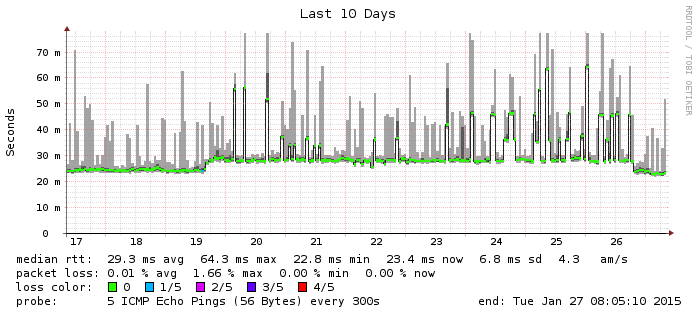 Last 10 Days
RRDTOOL / TOBI OETIKER
Seconds
70 m
60 m
50 m
40 m
30 m
20 m
10 m
0
17 18 19 20 21 22 23 24 25 26
median rtt: 29.3 ms avg 64.3 ms max 22.8 ms min 23.4 ms now 6.8 ms sd 4.3 am/s
packet loss: 0.01 % avg 1.66 % max 0.00 % min 0.00 % now
loss color: 0 1/5 2/5 3/5 4/5
probe: 5 ICMP Echo Pings (56 Bytes) every 300s end: Tue Jan 27 08:05:10 2015